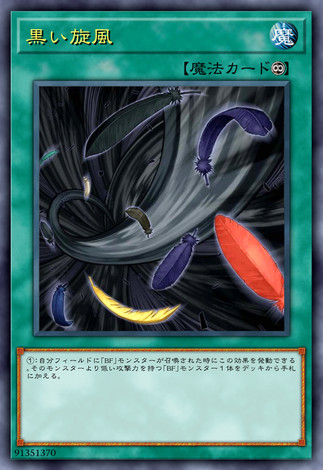 黒い旋風
魔
【魔法カード♾】
①:自分フィールドに「BF」モンスターが召喚された時にこの効果を発動できる
。そのモンスターより低い攻撃力を持つ「BF」モンスター１体をデッキから手札
に加える。
91351370